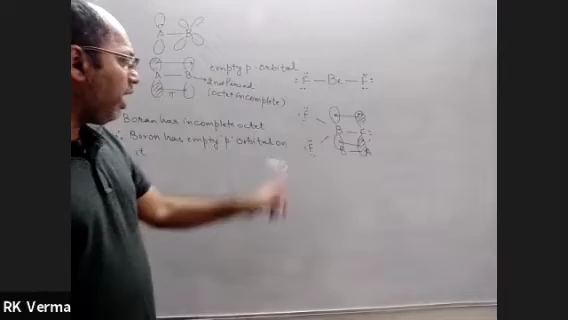 A — B
A — B
empty p-orbital
2nd Period
(octet incomplete)
π
Boron has incomplete octet
∴ Boron has empty 'p' orbital on
it
:F — Be — F:
F
B — F:
F
B — F
RK Verma